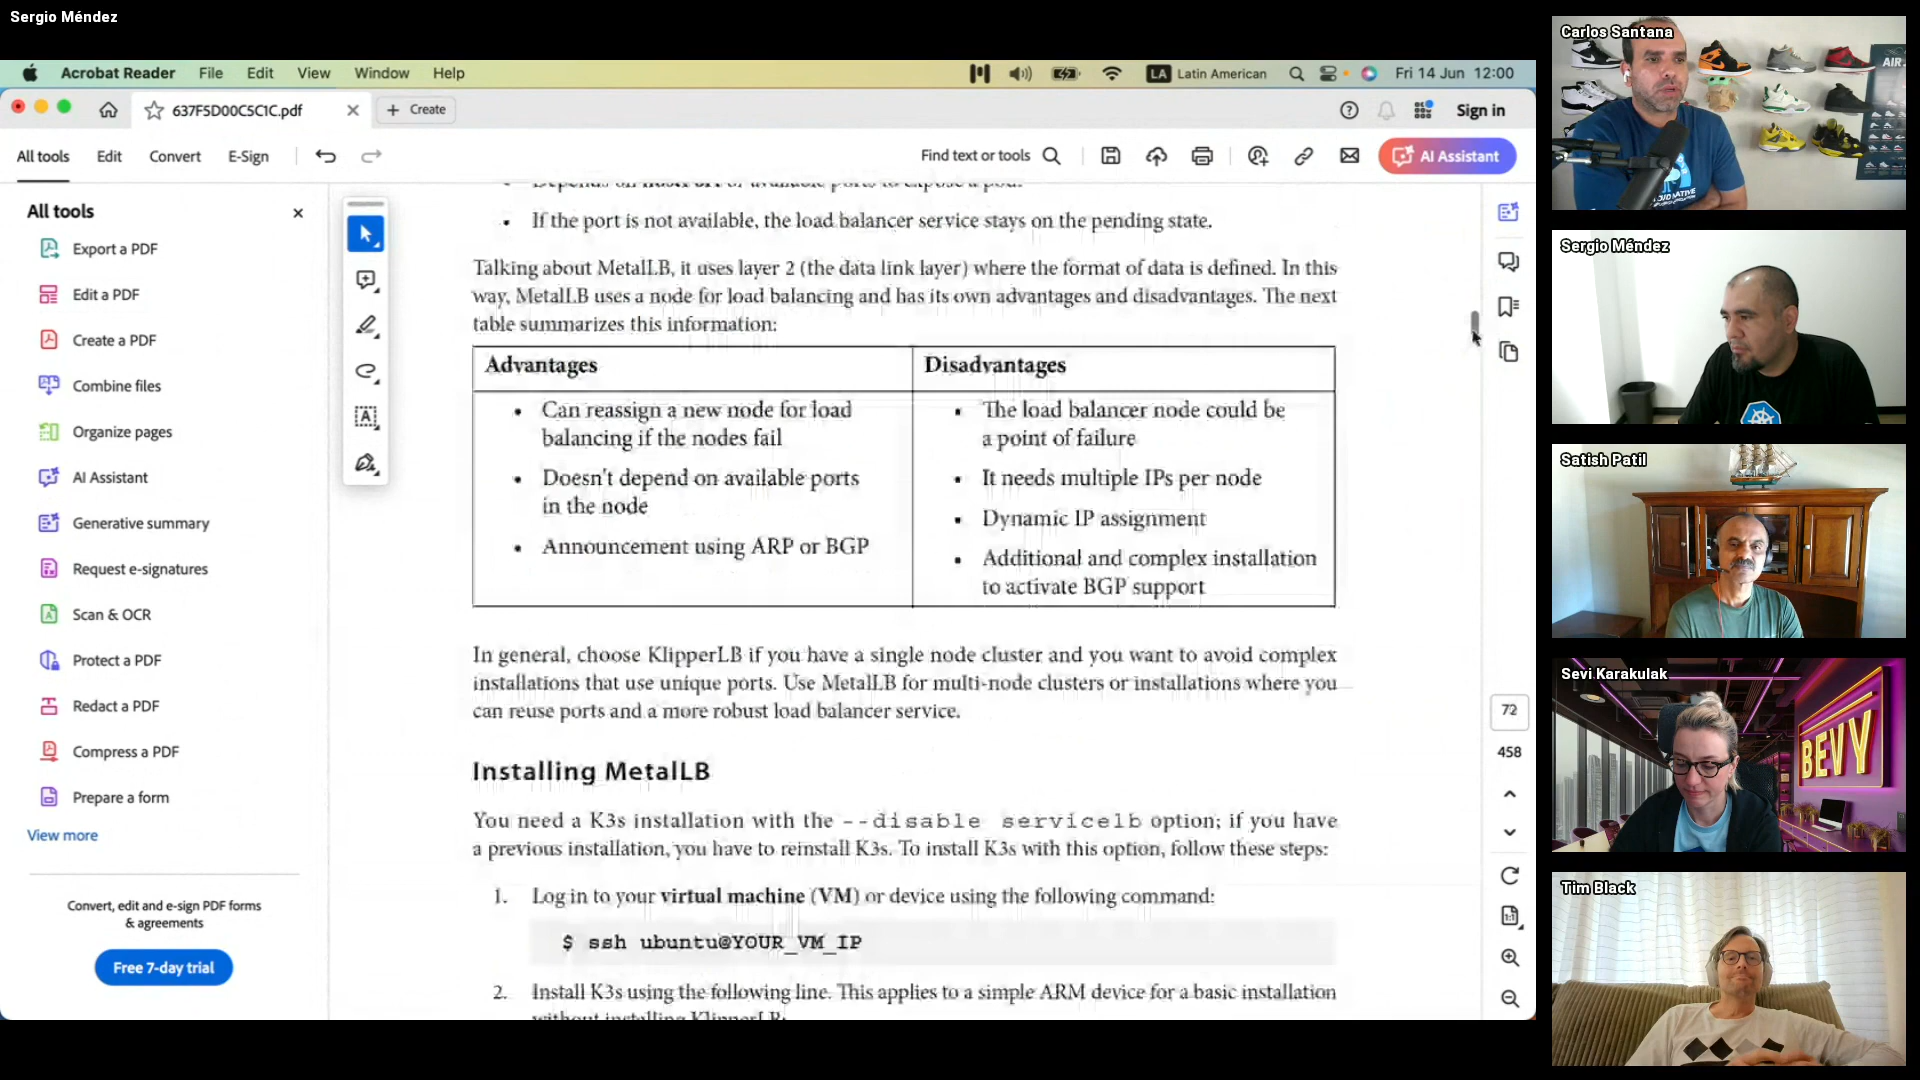 Sergio Méndez
Acrobat Reader File Edit View Window Help
LA Latin American Fri 14 Jun 12:00
637F5D00C5C1C.pdf
Create
Sign in
All tools Edit Convert E-Sign
Find text or tools
AI Assistant
All tools
Export a PDF
Edit a PDF
Create a PDF
Combine files
Organize pages
AI Assistant
Generative summary
Request e-signatures
Scan & OCR
Protect a PDF
Redact a PDF
Compress a PDF
Prepare a form
View more
Convert, edit and e-sign PDF forms
& agreements
Free 7-day trial
• If the port is not available, the load balancer service stays on the pending state.
Talking about MetalLB, it uses layer 2 (the data link layer) where the format of data is defined. In this
way, MetalLB uses a node for load balancing and has its own advantages and disadvantages. The next
table summarizes this information:
Advantages
• Can reassign a new node for load
balancing if the nodes fail
• Doesn't depend on available ports
in the node
• Announcement using ARP or BGP
Disadvantages
• The load balancer node could be
a point of failure
• It needs multiple IPs per node
• Dynamic IP assignment
• Additional and complex installation
to activate BGP support
In general, choose KlipperLB if you have a single node cluster and you want to avoid complex
installations that use unique ports. Use MetalLB for multi-node clusters or installations where you
can reuse ports and a more robust load balancer service.
Installing MetalLB
You need a K3s installation with the --disable servicelb option; if you have
a previous installation, you have to reinstall K3s. To install K3s with this option, follow these steps:
1. Log in to your virtual machine (VM) or device using the following command:
$ ssh ubuntu@YOUR_VM_IP
2. Install K3s using the following line. This applies to a simple ARM device for a basic installation
without installing KlipperLB:
72
458
Carlos Santana
AIR
Sergio Méndez
Satish Patil
Sevi Karakulak
BEVY
Tim Black